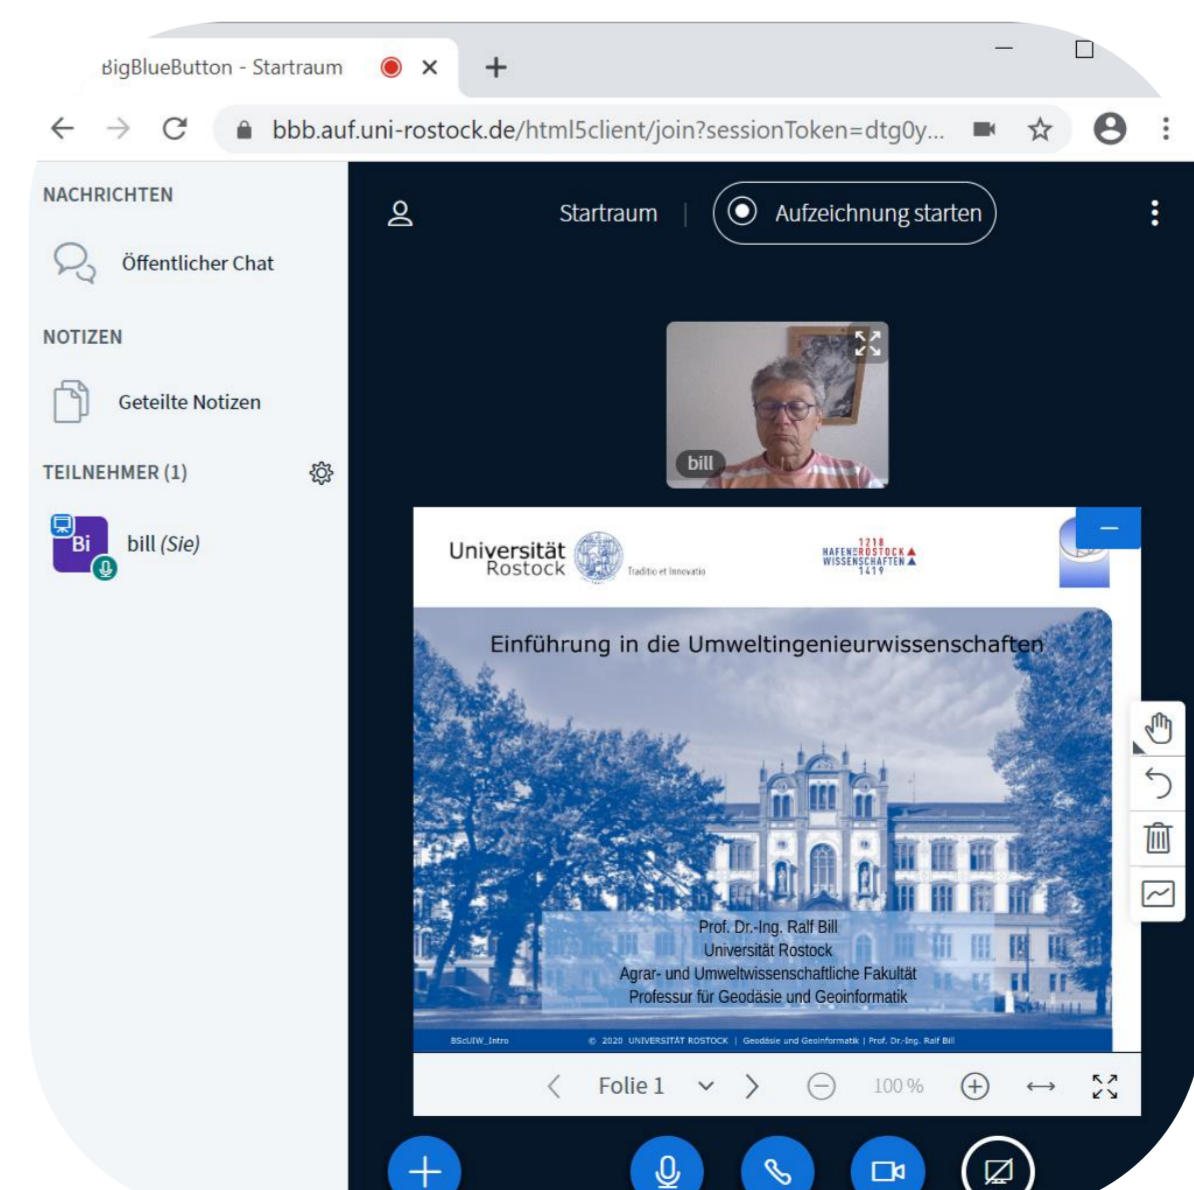 BigBlueButton - Startraum
bbb.auf.uni-rostock.de/html5client/join?sessionToken=dtg0y...
NACHRICHTEN
Öffentlicher Chat
NOTIZEN
Geteilte Notizen
TEILNEHMER (1)
Bi
bill (Sie)
Startraum
Aufzeichnung starten
bill
Universität
Rostock
Traditio et Innovatio
1218
HAFEN ROSTOCK
WISSENSCHAFTEN
1419
Einführung in die Umweltingenieurwissenschaften
Prof. Dr.-Ing. Ralf Bill
Universität Rostock
Agrar- und Umweltwissenschaftliche Fakultät
Professur für Geodäsie und Geoinformatik
BScUIW_Intro
© 2020 UNIVERSITÄT ROSTOCK | Geodäsie und Geoinformatik | Prof. Dr.-Ing. Ralf Bill
Folie 1
100 %